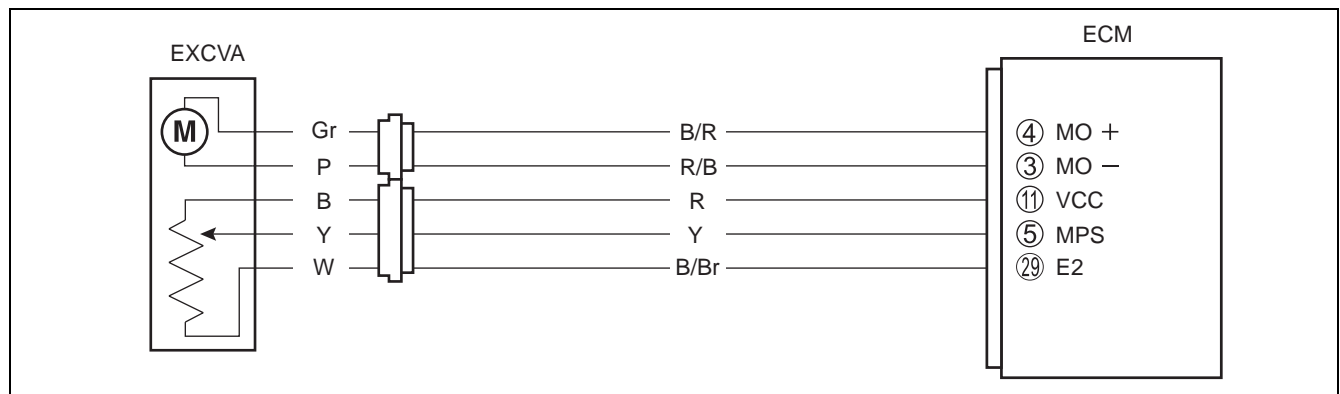 EXCVA
ECM
M
Gr B/R ④ MO +
P R/B ③ MO −
B R ⑪ VCC
Y Y ⑤ MPS
W B/Br ㉙ E2